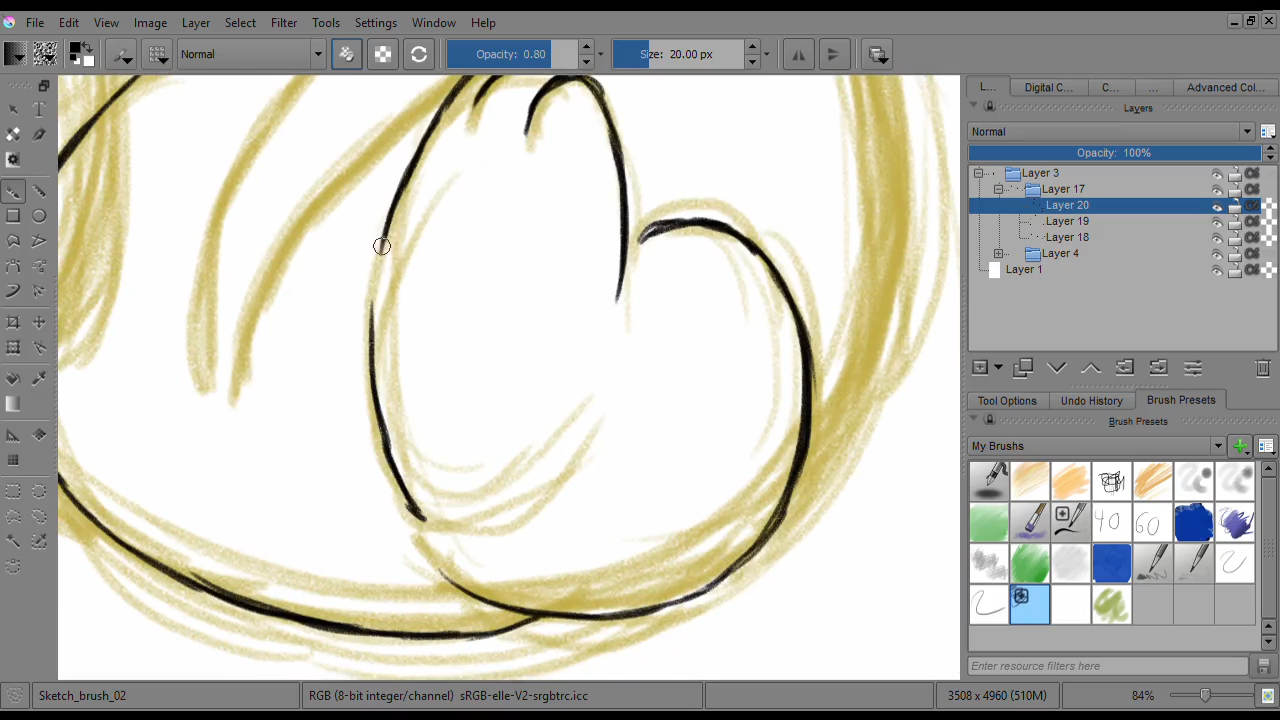 File Edit View Image Layer Select Filter Tools Settings Window Help
Normal Opacity: 0.80 Size: 20.00 px
L... Digital C... C... ... Advanced Col...
Layers
Normal
Opacity: 100%
Layer 3
Layer 17
Layer 20
Layer 19
Layer 18
Layer 4
Layer 1
Tool Options Undo History Brush Presets
Brush Presets
My Brushs
40 60
Enter resource filters here
Sketch_brush_02 RGB (8-bit integer/channel) sRGB-elle-V2-srgbtrc.icc 3508 x 4960 (510M) 84%